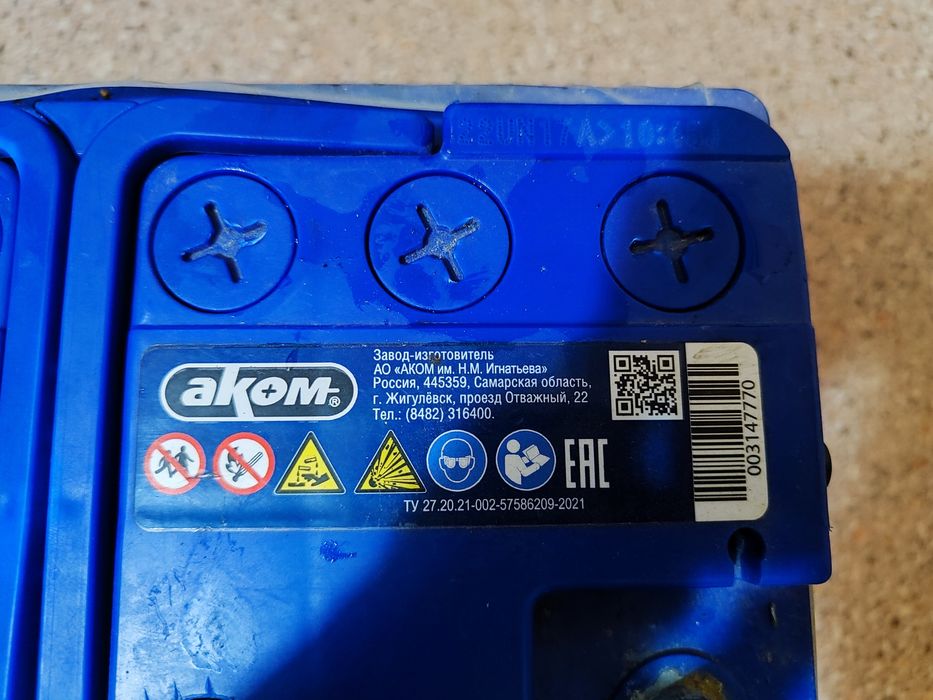 аком
®
Завод-изготовитель
АО «АКОМ им. Н.М. Игнатьева»
Россия, 445359, Самарская область,
г. Жигулёвск, проезд Отважный, 22
Тел.: (8482) 316400.
EAC
ТУ 27.20.21-002-57586209-2021
003147770